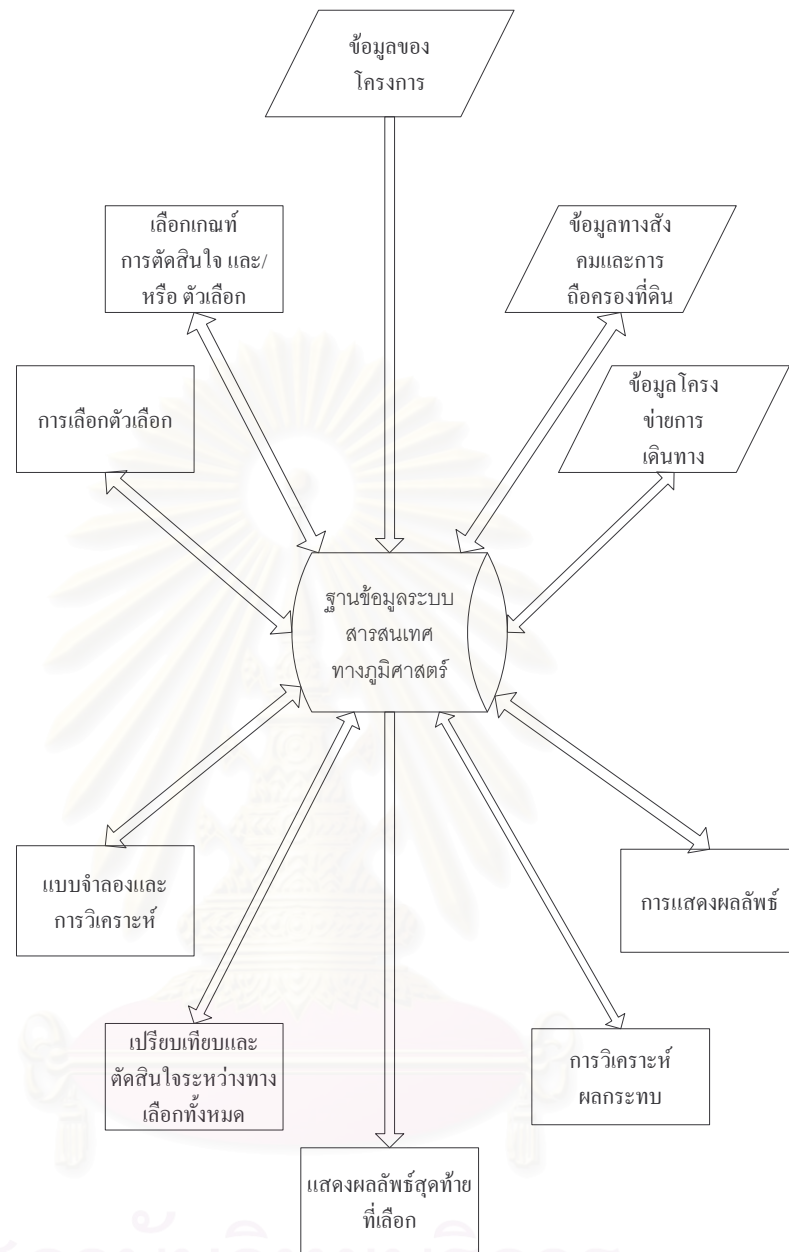 ข้อมูลของ
โครงการ
เลือกเกณท์
การตัดสินใจ และ/
หรือ ตัวเลือก
ข้อมูลทางสัง
คมและการ
ถือครองที่ดิน
การเลือกตัวเลือก
ข้อมูลโครง
ข่ายการ
เดินทาง
ฐานข้อมูลระบบ
สารสนเทศ
ทางภูมิศาสตร์
แบบจำลองและ
การวิเคราะห์
การแสดงผลลัพธ์
เปรียบเทียบและ
ตัดสินใจระหว่างทาง
เลือกทั้งหมด
การวิเคราะห์
ผลกระทบ
แสดงผลลัพธ์สุดท้าย
ที่เลือก